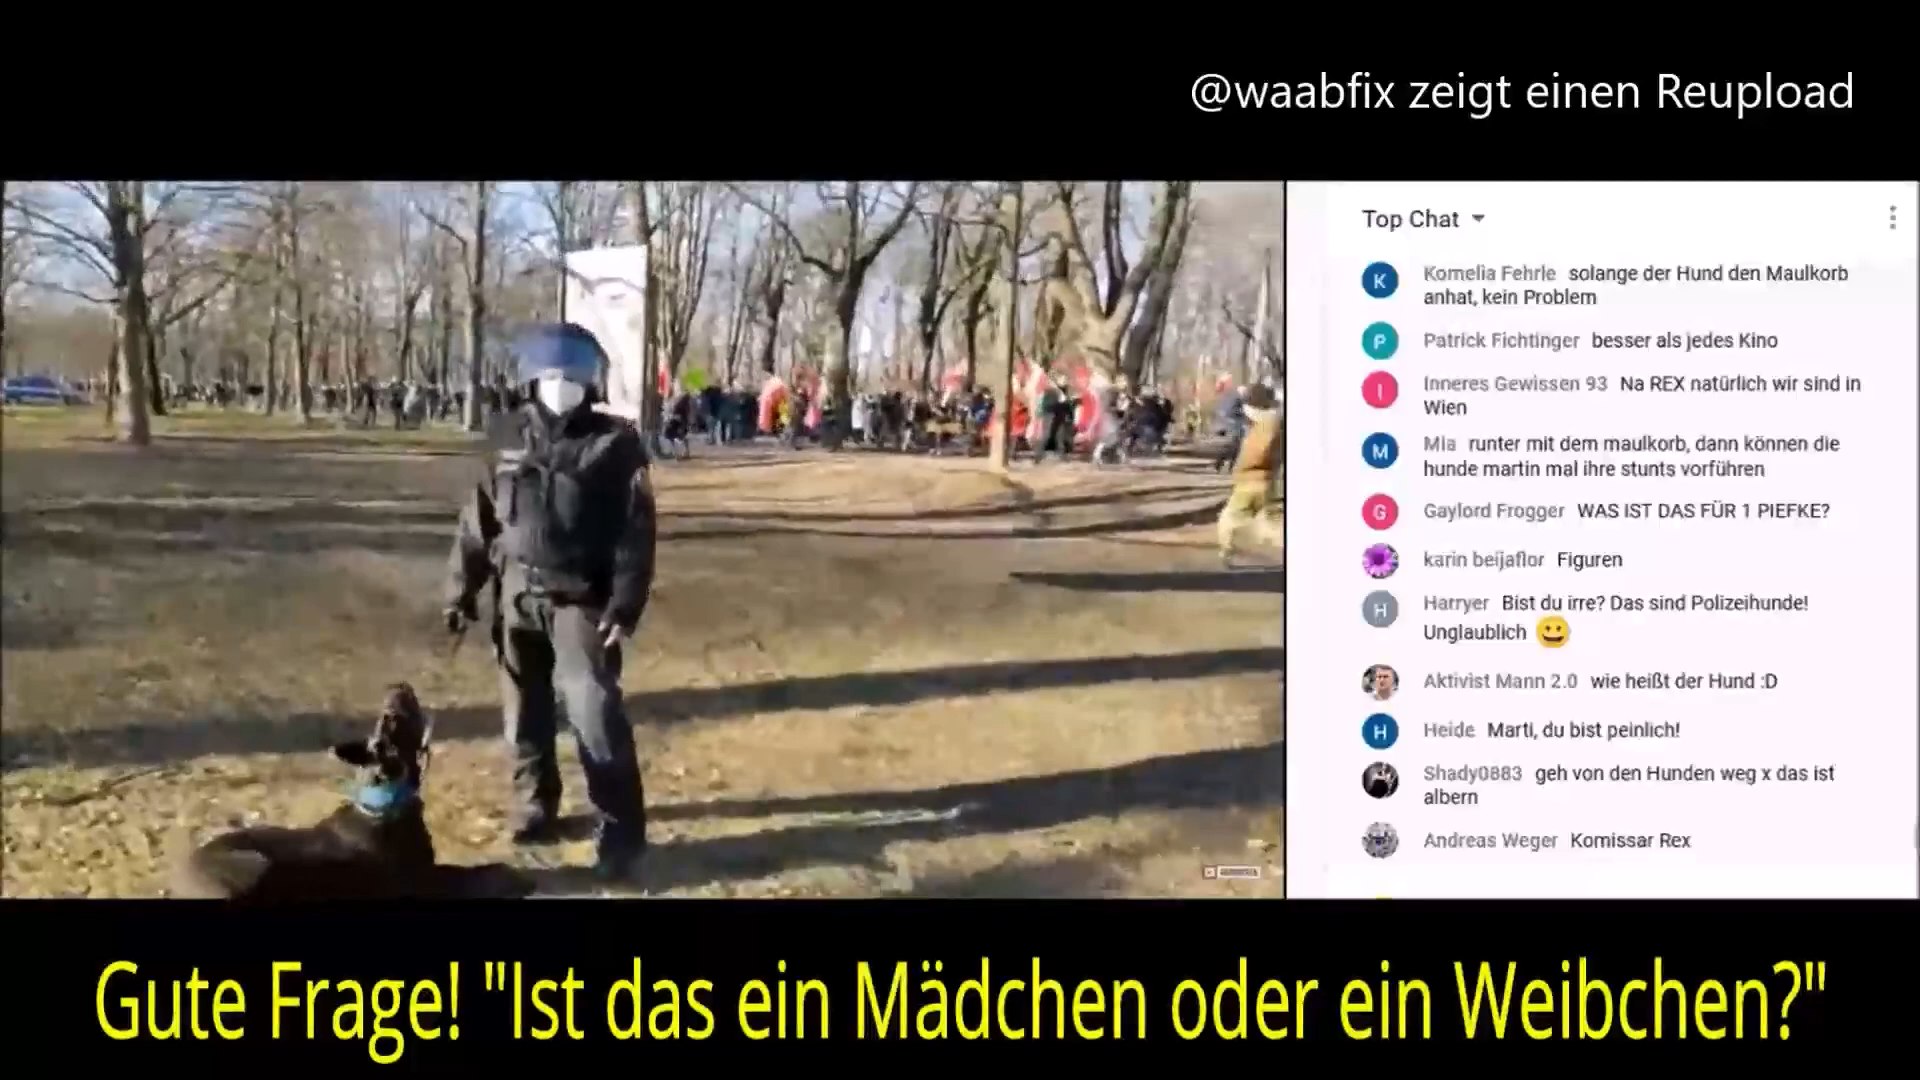 @waabfix zeigt einen Reupload
Top Chat
K Kornelia Fehrle solange der Hund den Maulkorb
anhat, kein Problem
P Patrick Fichtinger besser als jedes Kino
I Inneres Gewissen 93 Na REX natürlich wir sind in
Wien
M Mia runter mit dem maulkorb, dann können die
hunde martin mal ihre stunts vorführen
G Gaylord Frogger WAS IST DAS FÜR 1 PIEFKE?
karin beijaflor Figuren
H Harryer Bist du irre? Das sind Polizeihunde!
Unglaublich 😀
Aktivist Mann 2.0 wie heißt der Hund :D
H Heide Marti, du bist peinlich!
Shady0883 geh von den Hunden weg x das ist
albern
Andreas Weger Komissar Rex
Gute Frage! "Ist das ein Mädchen oder ein Weibchen?"